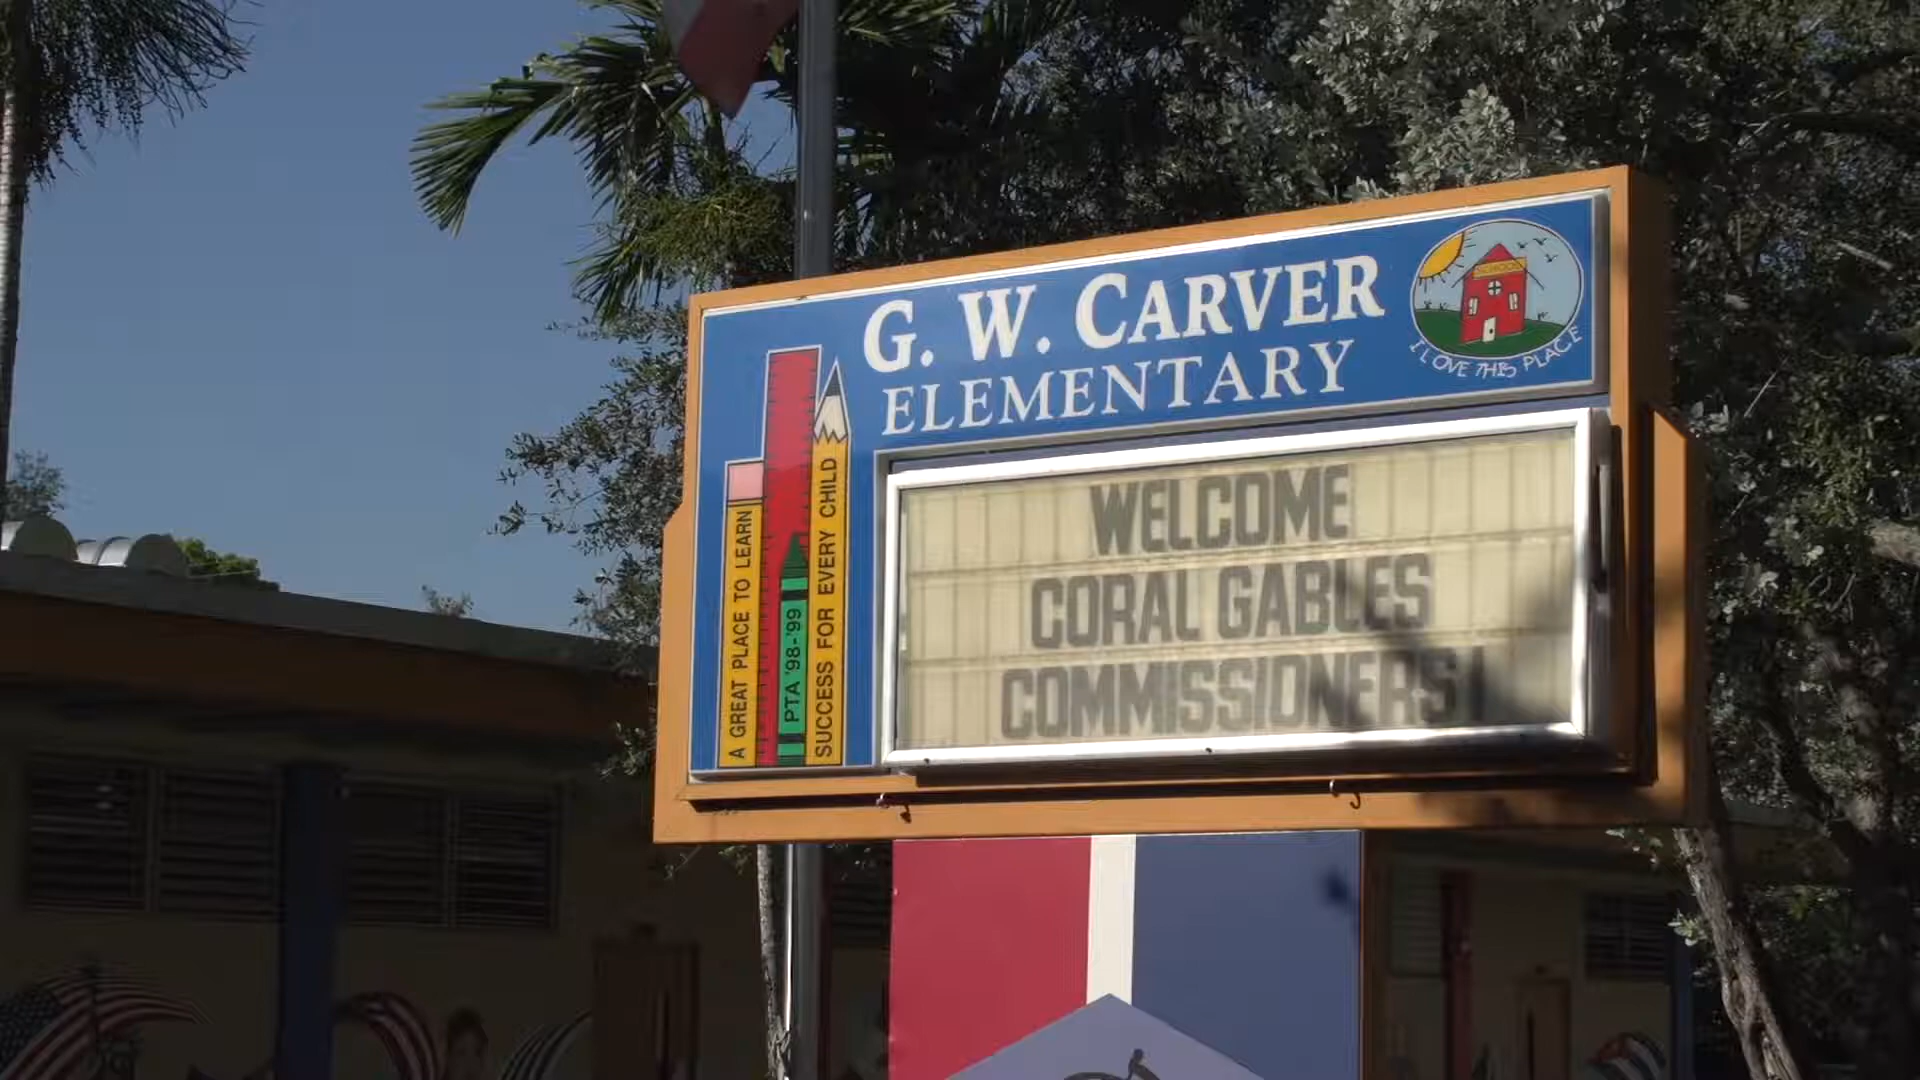 G. W. CARVER
ELEMENTARY
SCHOOL
I LOVE THIS PLACE
A GREAT PLACE TO LEARN
PTA '98-'99
SUCCESS FOR EVERY CHILD
WELCOME
CORAL GABLES
COMMISSIONERS!